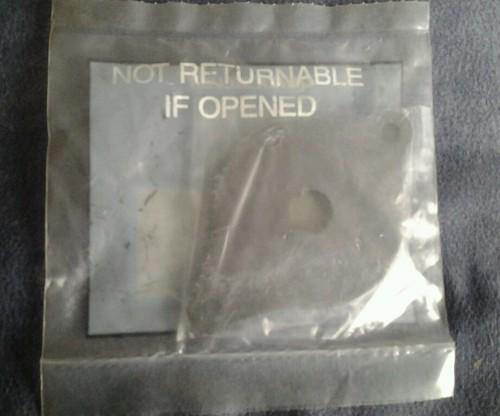 NOT RETURNABLE
IF OPENED